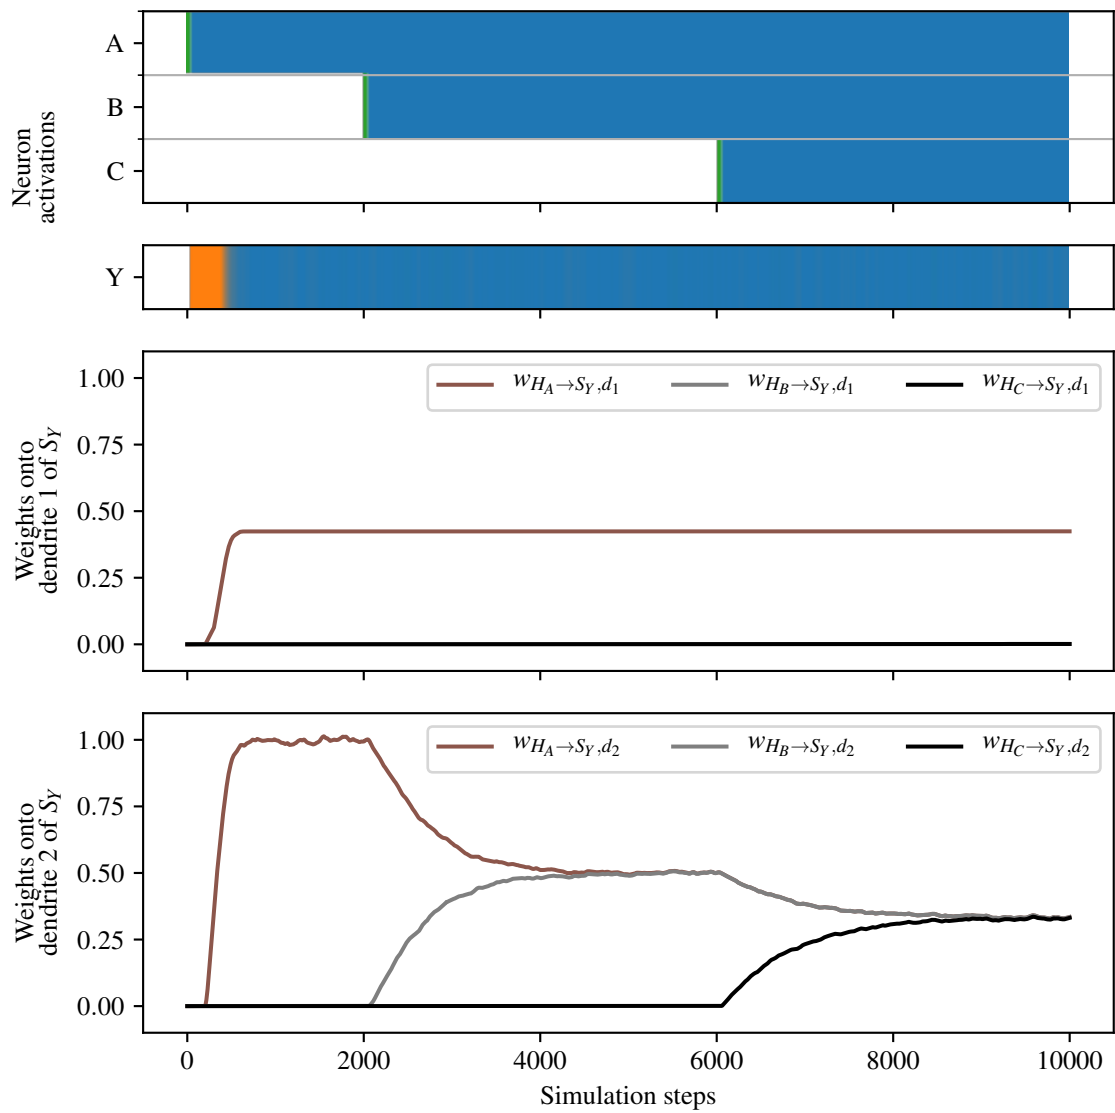 Neuron
activations
A
B
C
Y
Weights onto
dendrite 1 of S_Y
1.00
0.75
0.50
0.25
0.00
w_{H_A→S_Y,d_1} w_{H_B→S_Y,d_1} w_{H_C→S_Y,d_1}
Weights onto
dendrite 2 of S_Y
1.00
0.75
0.50
0.25
0.00
w_{H_A→S_Y,d_2} w_{H_B→S_Y,d_2} w_{H_C→S_Y,d_2}
0 2000 4000 6000 8000 10000
Simulation steps